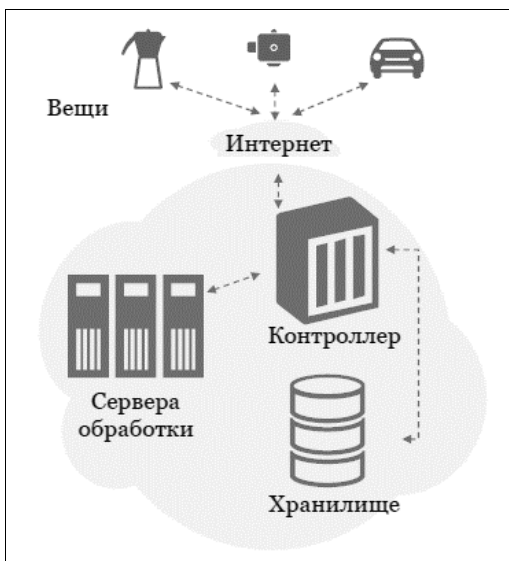 Вещи
Интернет
Контроллер
Сервера
обработки
Хранилище